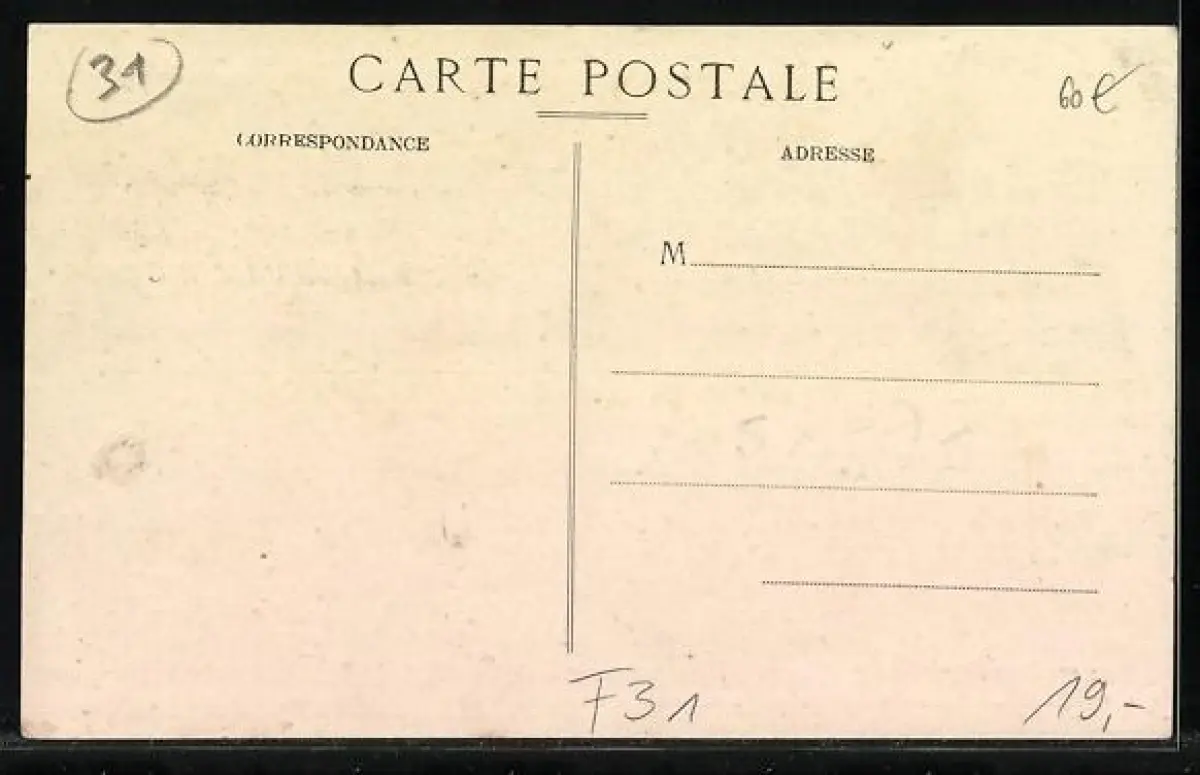 31
CARTE POSTALE
60€
CORRESPONDANCE
ADRESSE
M
F31
19,-